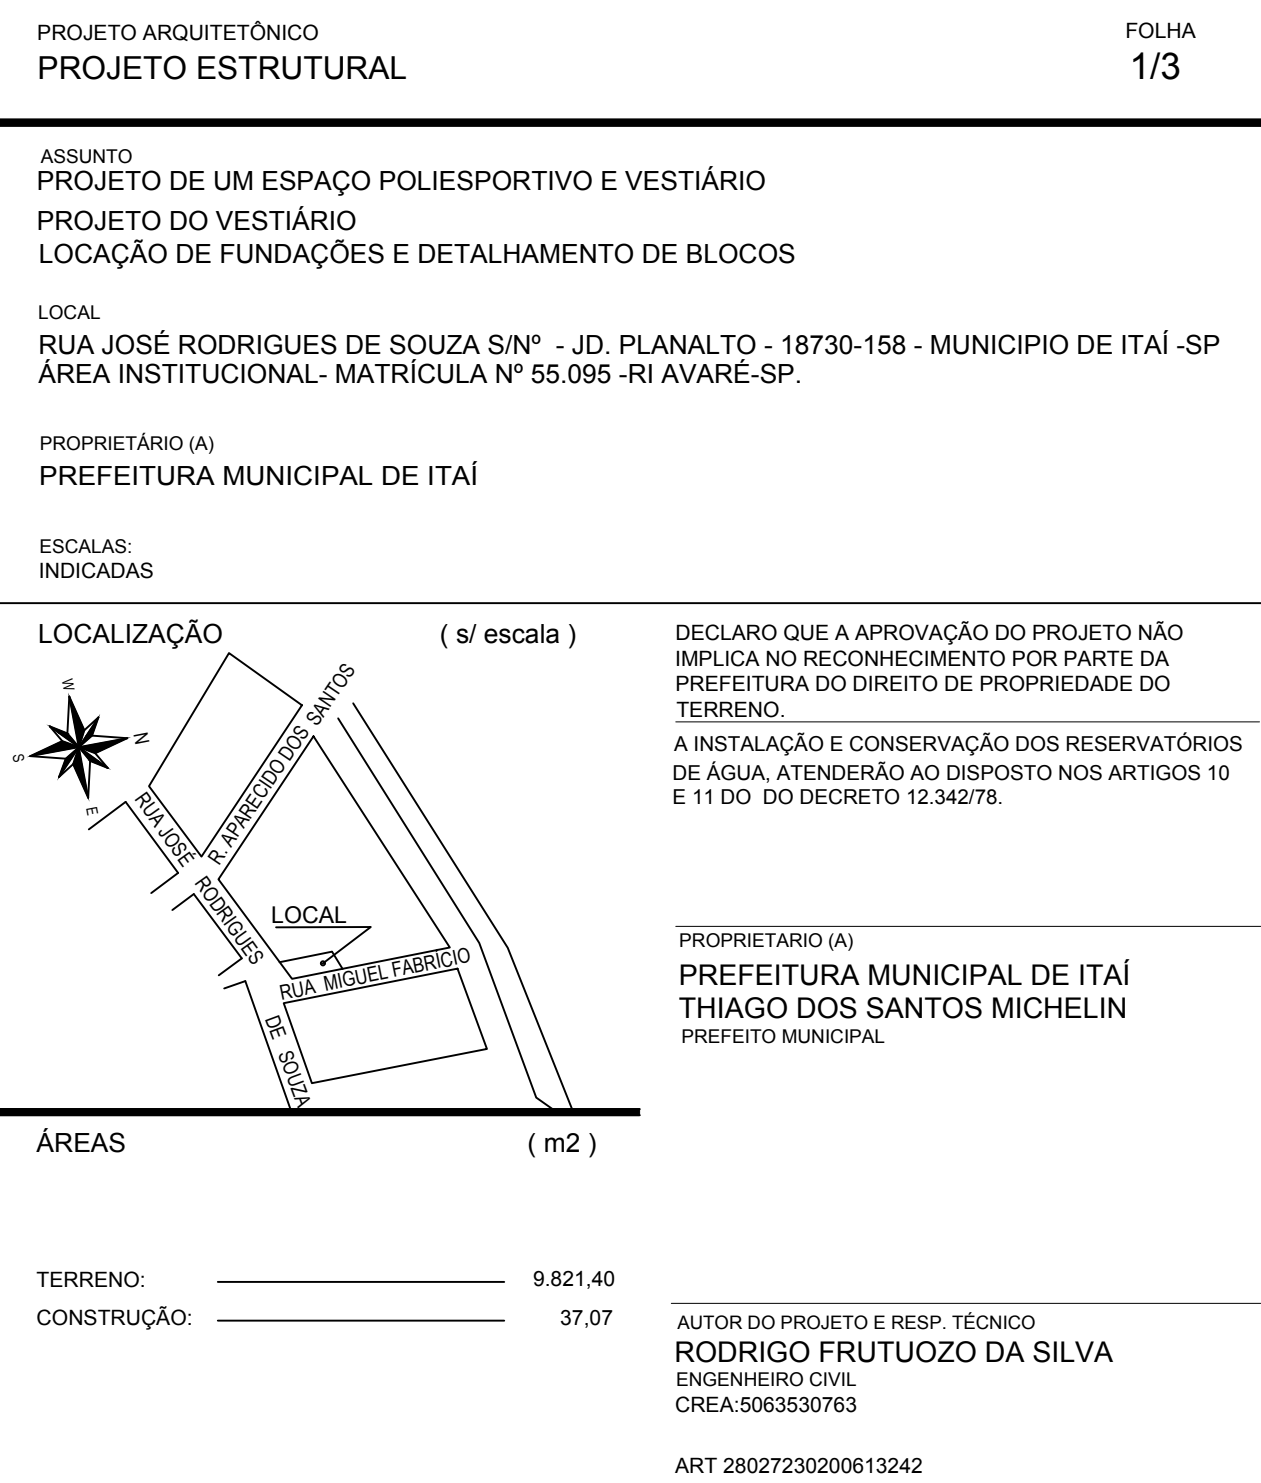 PROJETO ARQUITETÔNICO
FOLHA
PROJETO ESTRUTURAL
1/3
ASSUNTO
PROJETO DE UM ESPAÇO POLIESPORTIVO E VESTIÁRIO
PROJETO DO VESTIÁRIO
LOCAÇÃO DE FUNDAÇÕES E DETALHAMENTO DE BLOCOS
LOCAL
RUA JOSÉ RODRIGUES DE SOUZA S/Nº - JD. PLANALTO - 18730-158 - MUNICIPIO DE ITAÍ -SP
ÁREA INSTITUCIONAL- MATRÍCULA Nº 55.095 -RI AVARÉ-SP.
PROPRIETÁRIO (A)
PREFEITURA MUNICIPAL DE ITAÍ
ESCALAS:
INDICADAS
LOCALIZAÇÃO ( s/ escala )
W
N
S
E
RUA JOSÉ RODRIGUES DE SOUZA
R. APARECIDO DOS SANTOS
LOCAL
RUA MIGUEL FABRÍCIO
ÁREAS ( m2 )
TERRENO: 9.821,40
CONSTRUÇÃO: 37,07
DECLARO QUE A APROVAÇÃO DO PROJETO NÃO
IMPLICA NO RECONHECIMENTO POR PARTE DA
PREFEITURA DO DIREITO DE PROPRIEDADE DO
TERRENO.
A INSTALAÇÃO E CONSERVAÇÃO DOS RESERVATÓRIOS
DE ÁGUA, ATENDERÃO AO DISPOSTO NOS ARTIGOS 10
E 11 DO DO DECRETO 12.342/78.
PROPRIETARIO (A)
PREFEITURA MUNICIPAL DE ITAÍ
THIAGO DOS SANTOS MICHELIN
PREFEITO MUNICIPAL
AUTOR DO PROJETO E RESP. TÉCNICO
RODRIGO FRUTUOZO DA SILVA
ENGENHEIRO CIVIL
CREA:5063530763
ART 28027230200613242